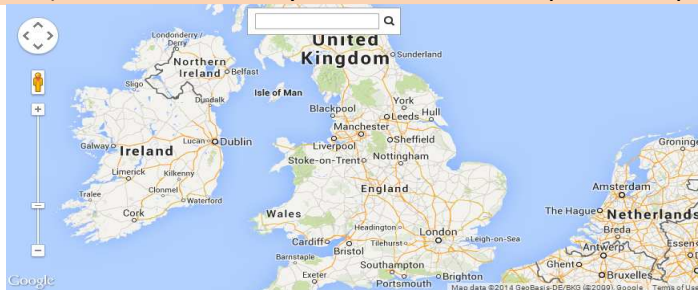 Londonderry /
Derry
United
Kingdom
Sunderland
Northern
Ireland
Belfast
Sligo
Isle of Man
Dundalk
Blackpool
York
Leeds
Hull
Manchester
Galway
Ireland
Lucan
Dublin
Liverpool
Sheffield
Stoke-on-Trent
Nottingham
Groninge
Limerick
Kilkenny
England
Amsterdam
Tralee
Clonmel
Waterford
The Hague
Netherlands
Cork
Wales
Headington
London
Breda
Cardiff
Tilehurst
Leigh-on-Sea
Antwerp
Essen
Bristol
Barnstaple
Southampton
Ghent
Exeter
Brighton
Bruxelles
Portsmouth
Google
Map data ©2014 GeoBasis-DE/BKG (©2009), Google
Terms of Use